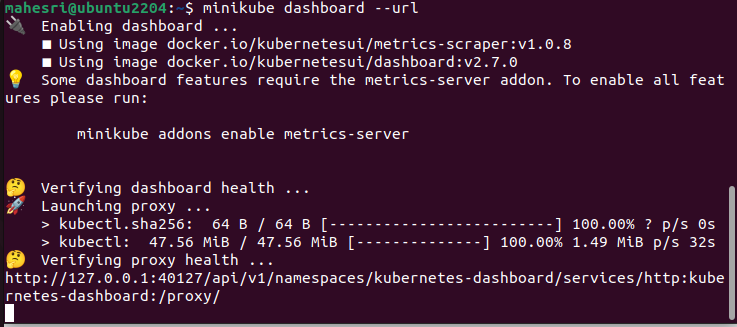 mahesri@ubuntu2204:~$ minikube dashboard --url
🔌  Enabling dashboard ...
    ■ Using image docker.io/kubernetesui/metrics-scraper:v1.0.8
    ■ Using image docker.io/kubernetesui/dashboard:v2.7.0
💡  Some dashboard features require the metrics-server addon. To enable all feat
ures please run:
        minikube addons enable metrics-server
🤔  Verifying dashboard health ...
🚀  Launching proxy ...
    > kubectl.sha256:  64 B / 64 B [-------------------------] 100.00% ? p/s 0s
    > kubectl:  47.56 MiB / 47.56 MiB [--------------] 100.00% 1.49 MiB p/s 32s
🤔  Verifying proxy health ...
http://127.0.0.1:40127/api/v1/namespaces/kubernetes-dashboard/services/http:kube
rnetes-dashboard:/proxy/